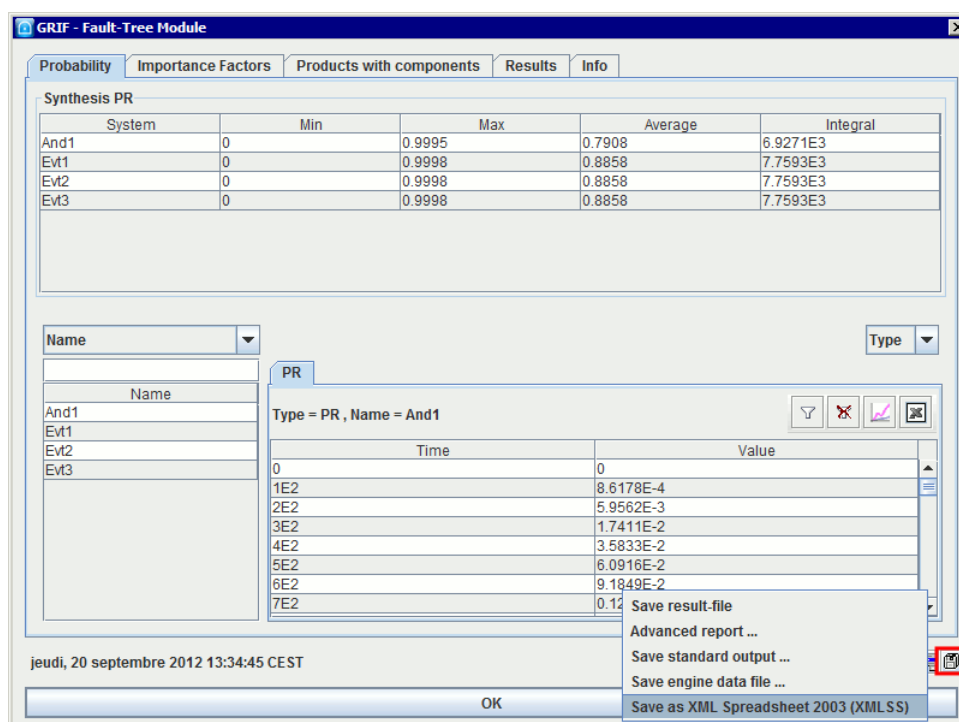 GRIF - Fault-Tree Module
Probability Importance Factors Products with components Results Info
Synthesis PR
System Min Max Average Integral
And1 0 0.9995 0.7908 6.9271E3
Evt1 0 0.9998 0.8858 7.7593E3
Evt2 0 0.9998 0.8858 7.7593E3
Evt3 0 0.9998 0.8858 7.7593E3
Name Type
PR
Name
And1
Evt1
Evt2
Evt3
Type = PR , Name = And1
Time Value
0 0
1E2 8.6178E-4
2E2 5.9562E-3
3E2 1.7411E-2
4E2 3.5833E-2
5E2 6.0916E-2
6E2 9.1849E-2
7E2 0.12
Save result-file
Advanced report ...
Save standard output ...
Save engine data file ...
Save as XML Spreadsheet 2003 (XMLSS)
jeudi, 20 septembre 2012 13:34:45 CEST
OK